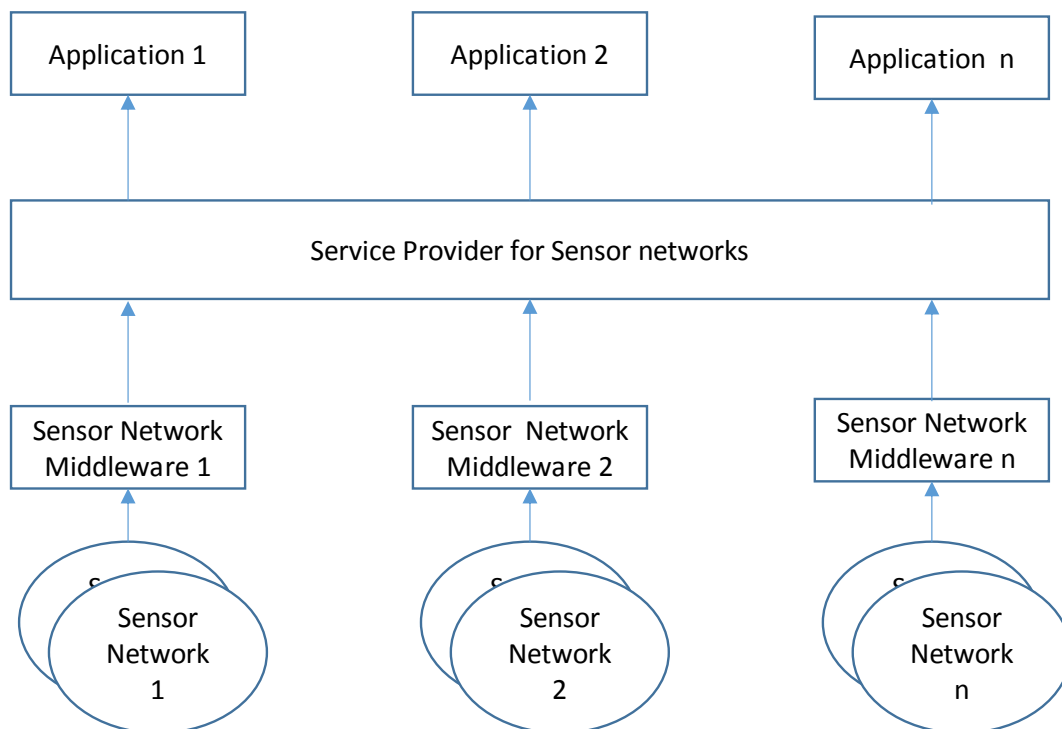 Application 1
Application 2
Application n
Service Provider for Sensor networks
Sensor Network
Middleware 1
Sensor Network
Middleware 2
Sensor Network
Middleware n
Sensor
Network
1
Sensor
Network
2
Sensor
Network
n